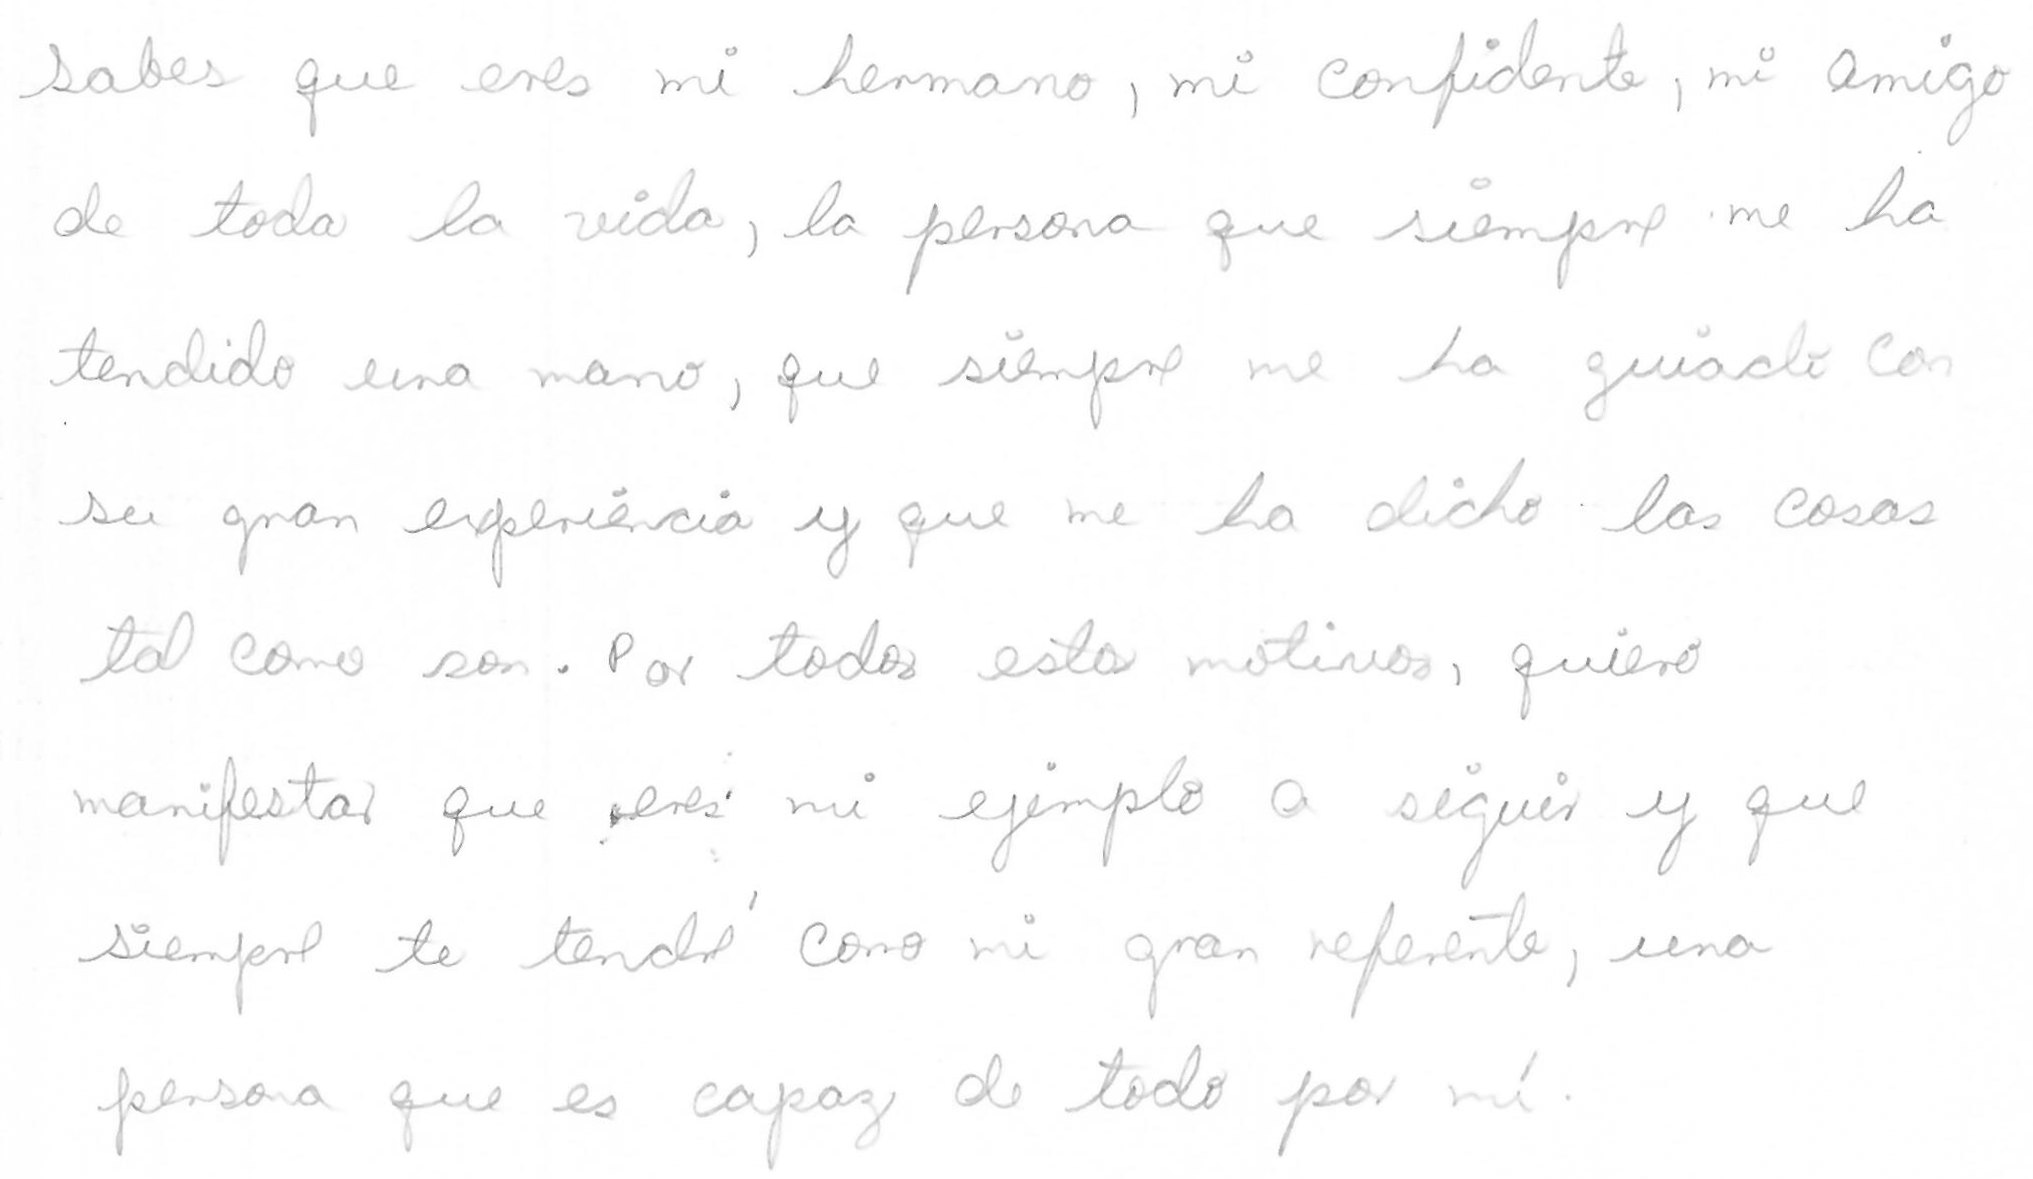 sabes que eres mi hermano, mi confidente, mi amigo
de toda la vida, la persona que siempre me ha
tendido una mano, que siempre me ha guiado con
su gran experiencia y que me ha dicho las cosas
tal como son. Por todos estos motivos, quiero
manifestar que eres mi ejemplo a seguir y que
siempre te tendré como mi gran referente, una
persona que es capaz de todo por mí.